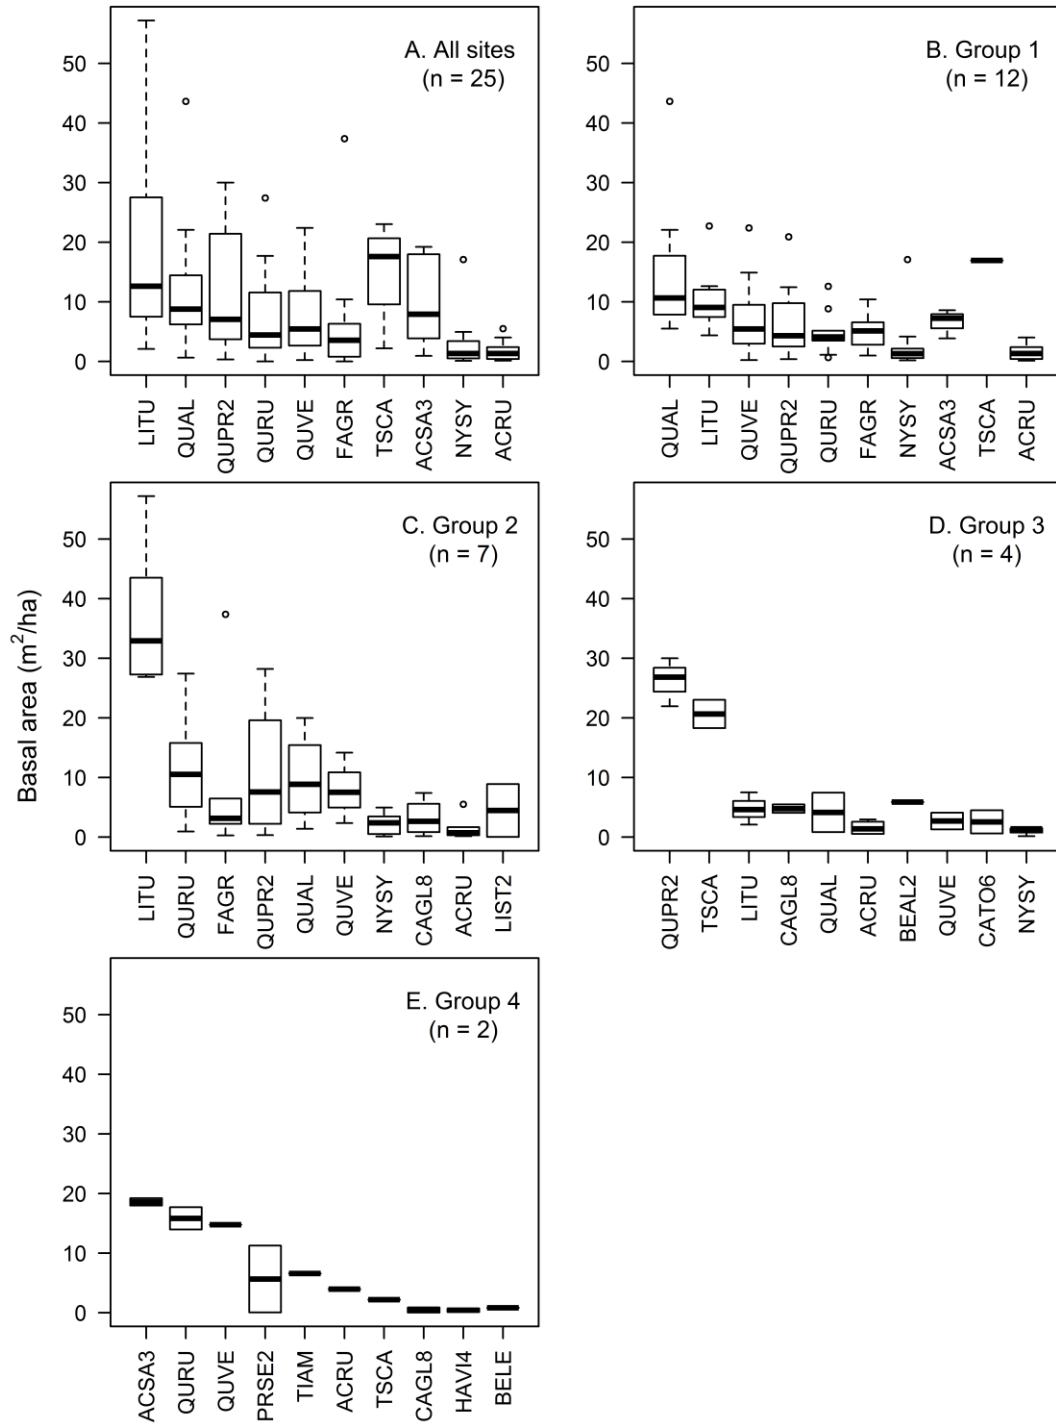 A. All sites
(n = 25)
50
40
30
20
10
0
LITU
QUAL
QUPR2
QURU
QUVE
FAGR
TSCA
ACSA3
NYSY
ACRU
B. Group 1
(n = 12)
50
40
30
20
10
0
QUAL
LITU
QUVE
QUPR2
QURU
FAGR
NYSY
ACSA3
TSCA
ACRU
Basal area (m²/ha)
C. Group 2
(n = 7)
50
40
30
20
10
0
LITU
QURU
FAGR
QUPR2
QUAL
QUVE
NYSY
CAGL8
ACRU
LIST2
D. Group 3
(n = 4)
50
40
30
20
10
0
QUPR2
TSCA
LITU
CAGL8
QUAL
ACRU
BEAL2
QUVE
CATO6
NYSY
E. Group 4
(n = 2)
50
40
30
20
10
0
ACSA3
QURU
QUVE
PRSE2
TIAM
ACRU
TSCA
CAGL8
HAVI4
BELE